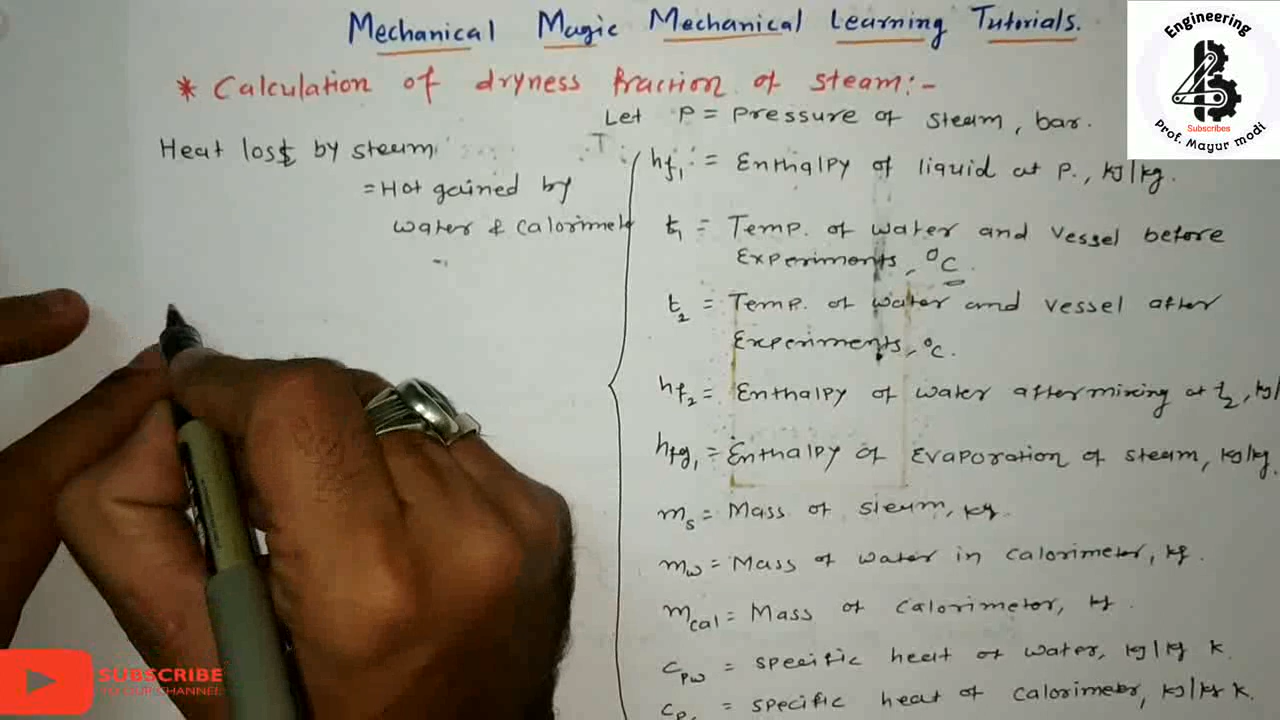 Mechanical Magic Mechanical Learning Tutorials.
* Calculation of dryness fraction of steam:-
Heat loss by steam
= Hot gained by
water & calorimeter
Let P = Pressure of steam, bar.
hf1 = Enthalpy of liquid at P., kJ/kg.
t1 = Temp. of water and vessel before
Experiments, °C
t2 = Temp. of water and vessel after
Experiments, °C.
hf2 = Enthalpy of water after mixing at t2, kJ/
hfg1 = Enthalpy of Evaporation of steam, kJ/kg.
ms = Mass of steam, kg.
mw = Mass of water in calorimeter, kg.
mcal = Mass of calorimeter, kg.
cpw = specific heat of water, kJ/kg K.
= specific heat of calorimeter, kJ/kg K.
Engineering
Subscribes
Prof. Mayur modi
SUBSCRIBE
TO OUR CHANNEL